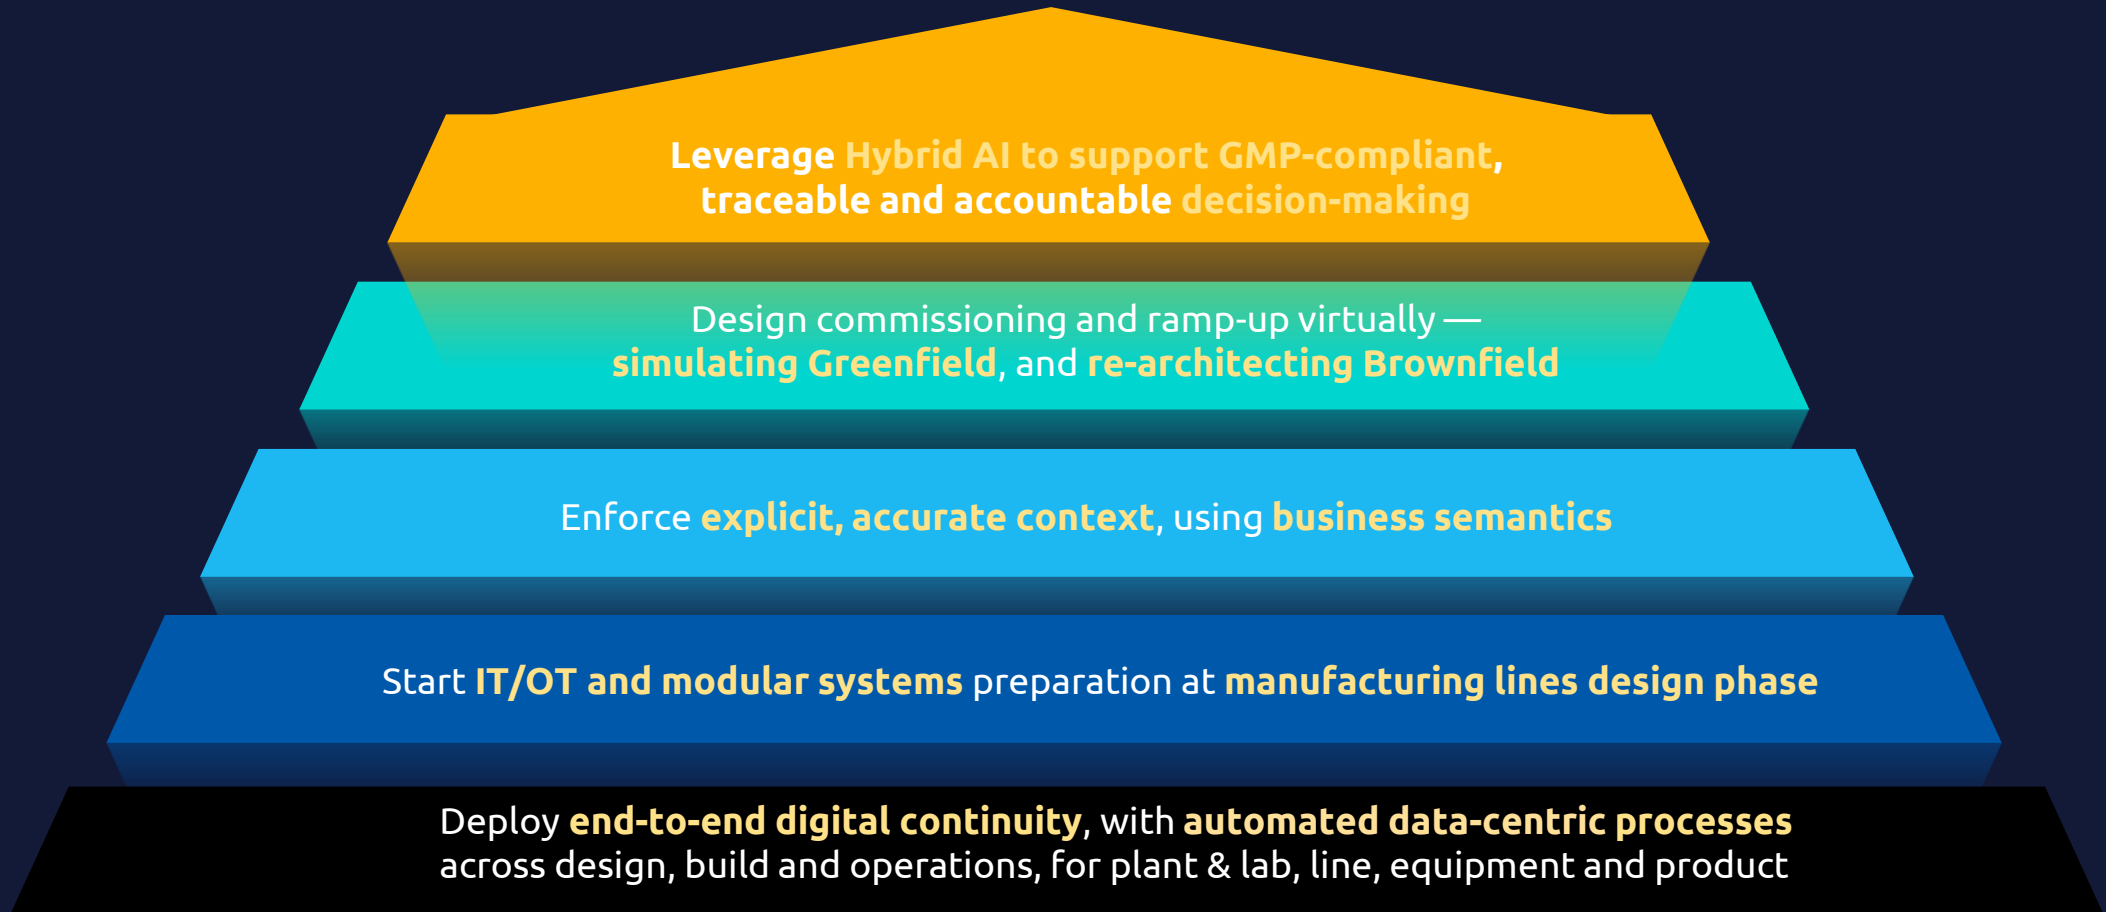 Leverage Hybrid AI to support GMP-compliant,
traceable and accountable decision-making
Design commissioning and ramp-up virtually —
simulating Greenfield, and re-architecting Brownfield
Enforce explicit, accurate context, using business semantics
Start IT/OT and modular systems preparation at manufacturing lines design phase
Deploy end-to-end digital continuity, with automated data-centric processes
across design, build and operations, for plant & lab, line, equipment and product